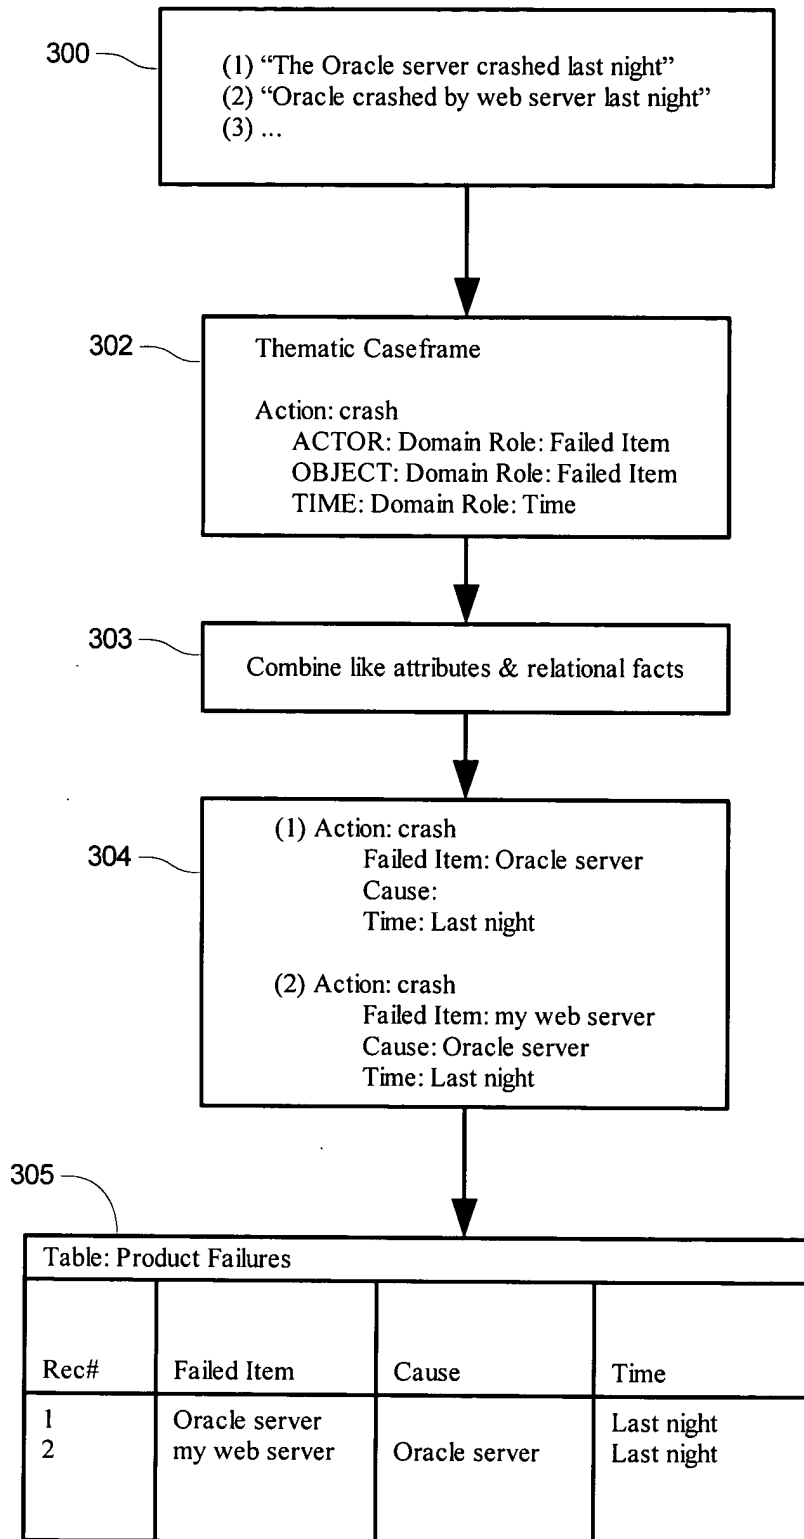 300
(1) “The Oracle server crashed last night”
(2) “Oracle crashed by web server last night”
(3) ...
302
Thematic Caseframe
Action: crash
ACTOR: Domain Role: Failed Item
OBJECT: Domain Role: Failed Item
TIME: Domain Role: Time
303
Combine like attributes & relational facts
304
(1) Action: crash
Failed Item: Oracle server
Cause:
Time: Last night
(2) Action: crash
Failed Item: my web server
Cause: Oracle server
Time: Last night
305
Table: Product Failures
Rec# Failed Item Cause Time
1 Oracle server Last night
2 my web server Oracle server Last night